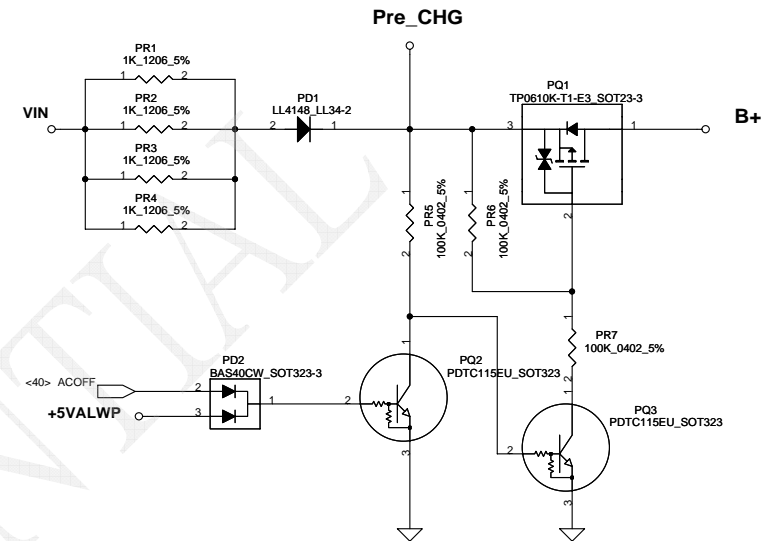 Pre_CHG
PR1
1K_1206_5%
1 2
PR2
1K_1206_5%
1 2
PR3
1K_1206_5%
1 2
PR4
1K_1206_5%
1 2
VIN
PD1
LL4148_LL34-2
2 1
PQ1
TP0610K-T1-E3_SOT23-3
3 1
2
B+
PR5
100K_0402_5%
1 2
PR6
100K_0402_5%
1 2
PR7
100K_0402_5%
1 2
PD2
BAS40CW_SOT323-3
<40> ACOFF
2
+5VALWP
3
1
PQ2
PDTC115EU_SOT323
1
2
3
PQ3
PDTC115EU_SOT323
1
2
3
NTIAL